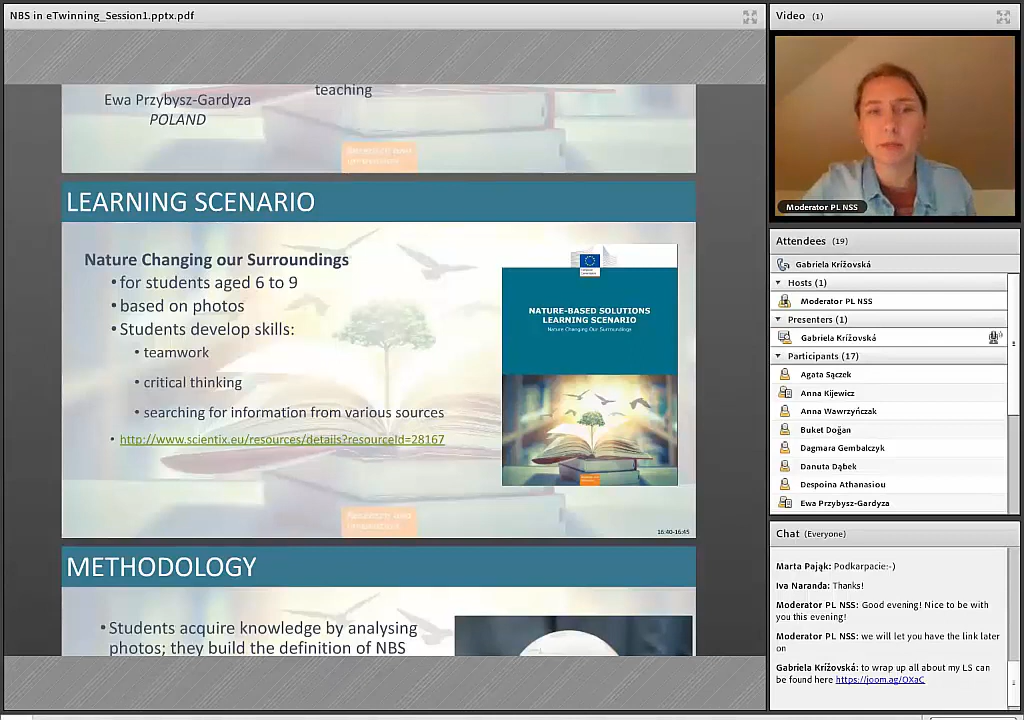 NBS in eTwinning_Session1.pptx.pdf
teaching
Ewa Przybysz-Gardyza
POLAND
LEARNING SCENARIO
Nature Changing our Surroundings
• for students aged 6 to 9
• based on photos
• Students develop skills:
• teamwork
• critical thinking
• searching for information from various sources
• http://www.scientix.eu/resources/details?resourceId=28167
NATURE-BASED SOLUTIONS
LEARNING SCENARIO
Nature Changing Our Surroundings
16:40-16:45
METHODOLOGY
• Students acquire knowledge by analysing
photos; they build the definition of NBS
Video (1)
Moderator PL NSS
Attendees (19)
Gabriela Krížovská
Hosts (1)
Moderator PL NSS
Presenters (1)
Gabriela Krížovská
Participants (17)
Agata Sączek
Anna Kijewicz
Anna Wawrzyńczak
Buket Doğan
Dagmara Gembalczyk
Danuta Dąbek
Despoina Athanasiou
Ewa Przybysz-Gardyza
Chat (Everyone)
Marta Pająk: Podkarpacie:-)
Iva Naranda: Thanks!
Moderator PL NSS: Good evening! Nice to be with
you this evening!
Moderator PL NSS: we will let you have the link later
on
Gabriela Krížovská: to wrap up all about my LS can
be found here https://joom.ag/OXaC